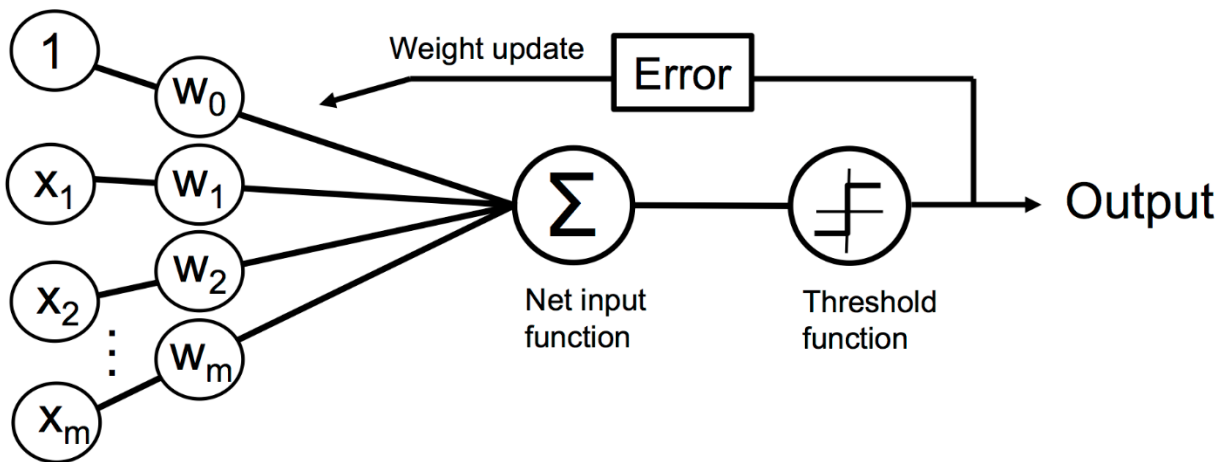 1
w₀
Weight update
Error
x₁
w₁
Σ
Output
x₂
w₂
⋮
wₘ
xₘ
Net input
function
Threshold
function